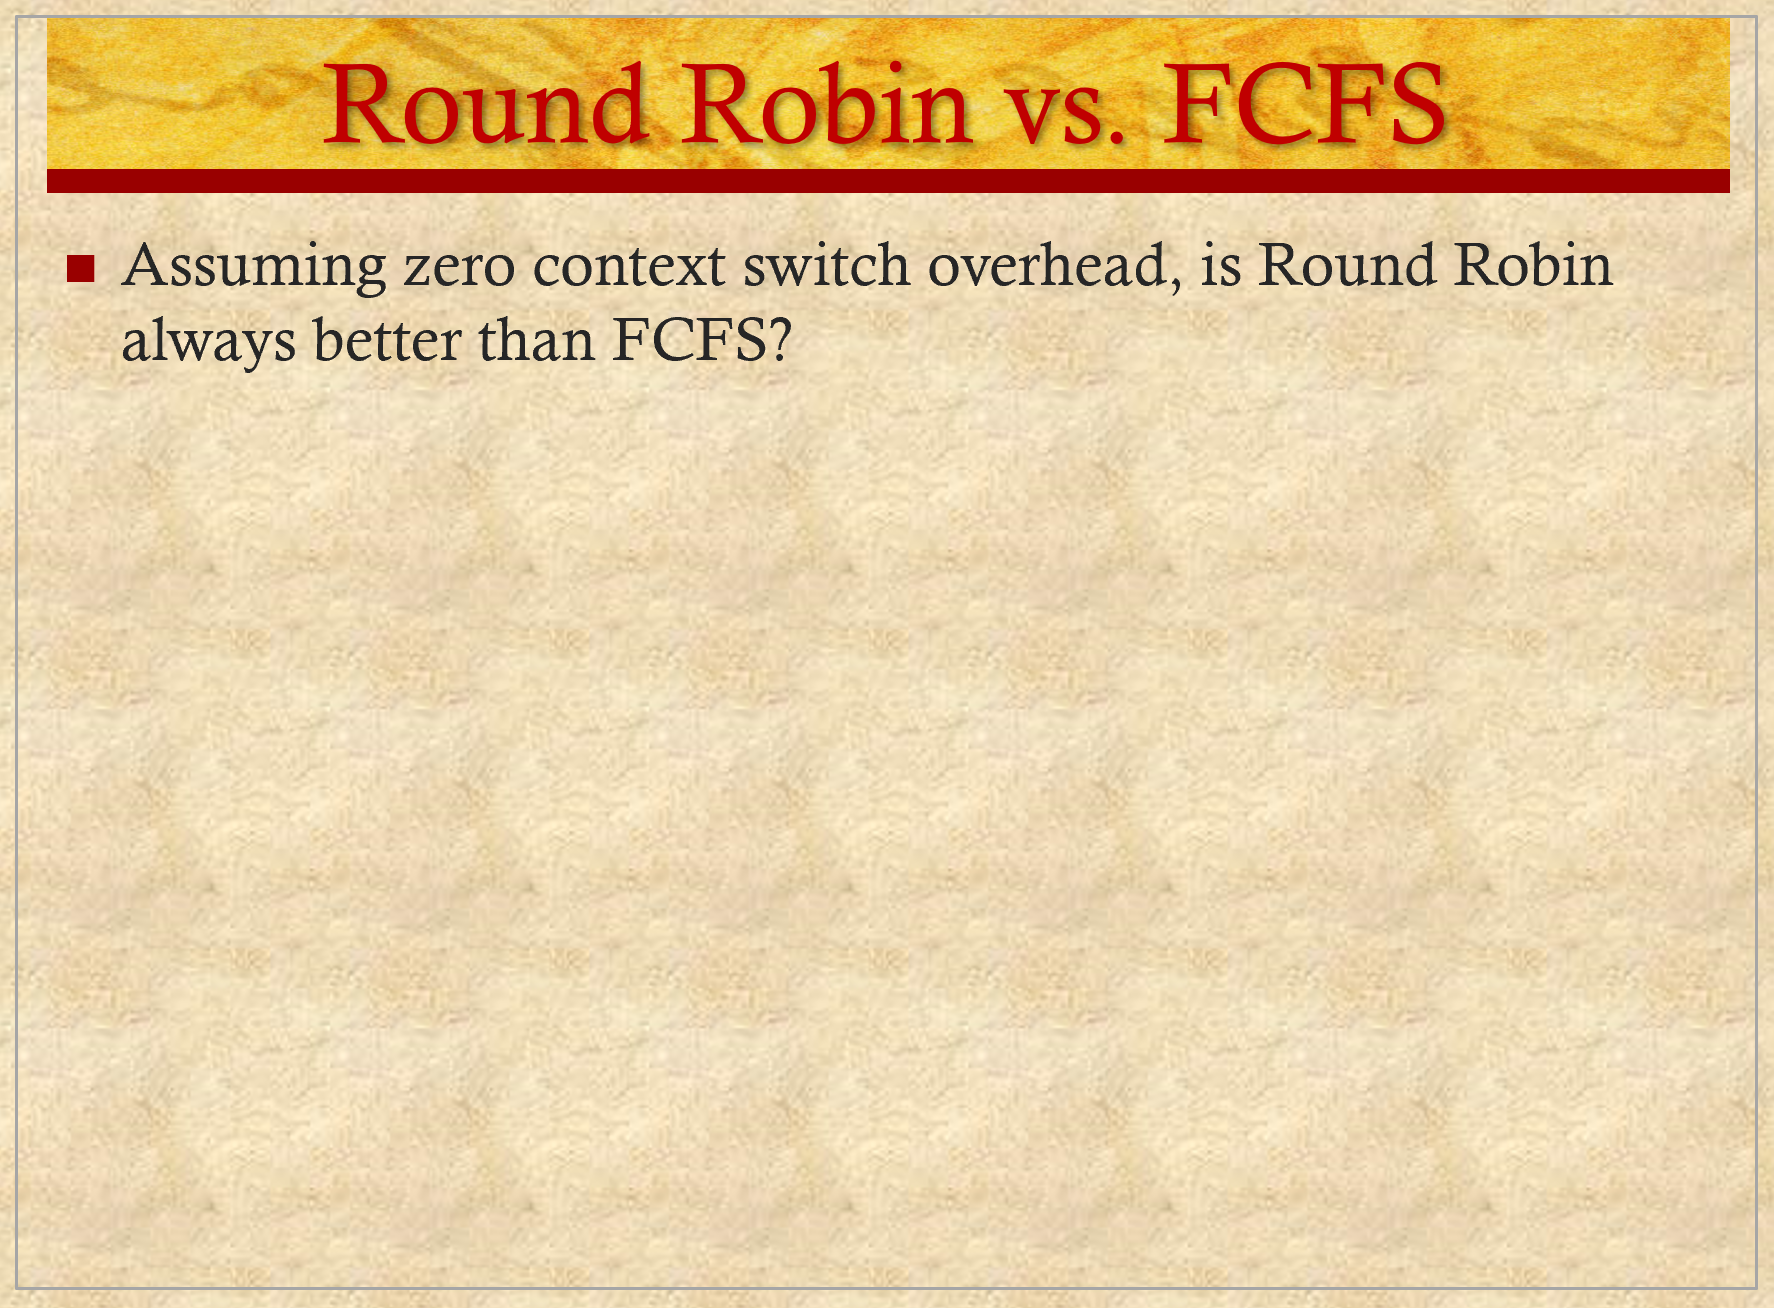 Round Robin vs. FCFS
Assuming zero context switch overhead, is Round Robin
always better than FCFS?